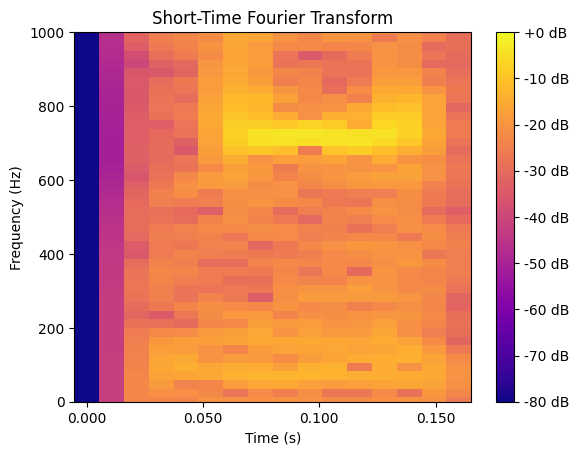 Short-Time Fourier Transform
1000
800
600
400
200
0
Frequency (Hz)
0.000
0.050
0.100
0.150
Time (s)
+0 dB
-10 dB
-20 dB
-30 dB
-40 dB
-50 dB
-60 dB
-70 dB
-80 dB